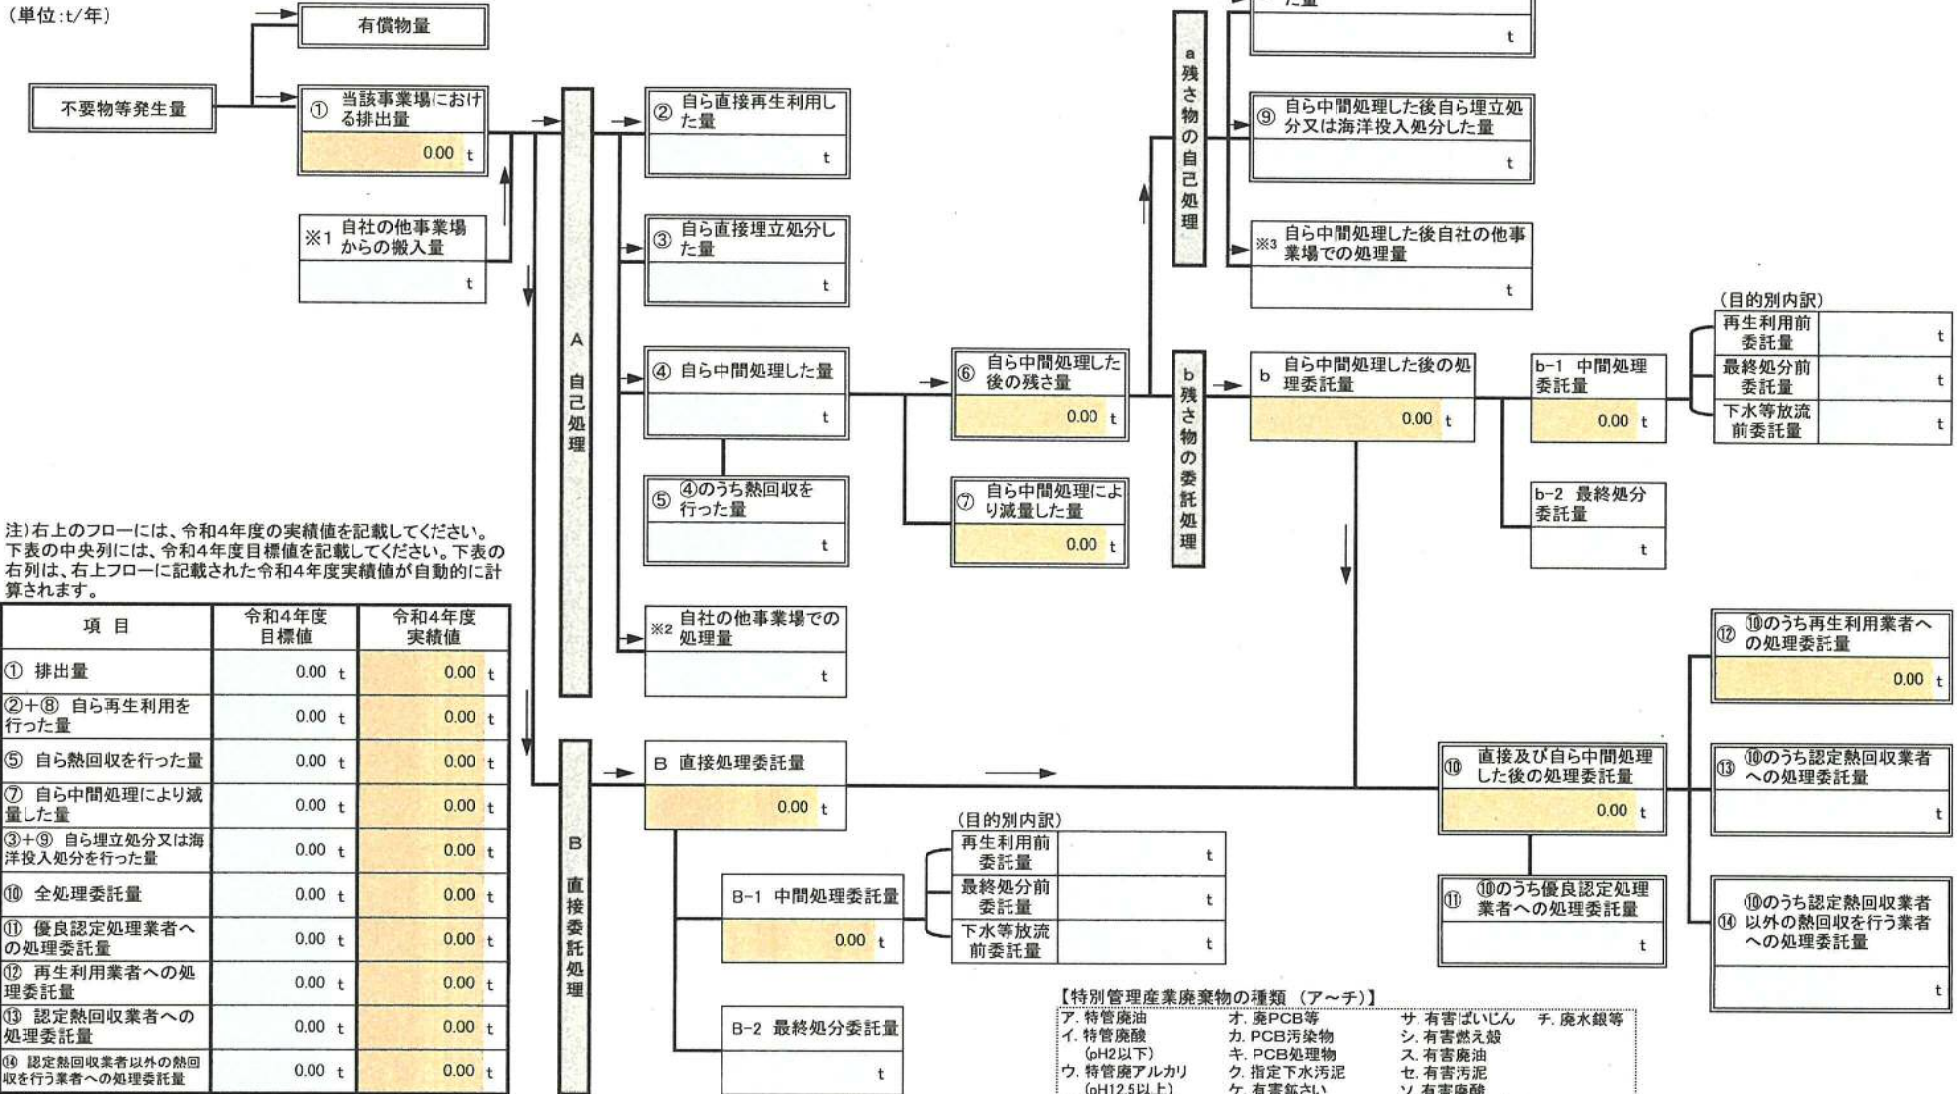 (単位:t/年)
有償物量
不要物等発生量
① 当該事業場におけ
る排出量
0.00 t
※1 自社の他事業場
からの搬入量
t
A 自己処理
② 自ら直接再生利用し
た量
t
③ 自ら直接埋立処分し
た量
t
④ 自ら中間処理した量
t
⑤ ④のうち熱回収を
行った量
t
※2 自社の他事業場での
処理量
t
⑥ 自ら中間処理した
後の残さ量
0.00 t
⑦ 自ら中間処理によ
り減量した量
0.00 t
a 残さ物の自己処理
た量
t
⑨ 自ら中間処理した後自ら埋立処
分又は海洋投入処分した量
t
※3 自ら中間処理した後自社の他事
業場での処理量
t
b 残さ物の委託処理
b 自ら中間処理した後の処
理委託量
0.00 t
b-1 中間処理
委託量
0.00 t
(目的別内訳)
再生利用前
委託量 t
最終処分前
委託量 t
下水等放流
前委託量 t
b-2 最終処分
委託量
t
注)右上のフローには、令和4年度の実績値を記載してください。
下表の中央列には、令和4年度目標値を記載してください。下表の
右列は、右上フローに記載された令和4年度実績値が自動的に計
算されます。
項 目 令和4年度 目標値 令和4年度 実績値
① 排出量 0.00 t 0.00 t
②+⑧ 自ら再生利用を
行った量 0.00 t 0.00 t
⑤ 自ら熱回収を行った量 0.00 t 0.00 t
⑦ 自ら中間処理により減
量した量 0.00 t 0.00 t
③+⑨ 自ら埋立処分又は海
洋投入処分を行った量 0.00 t 0.00 t
⑩ 全処理委託量 0.00 t 0.00 t
⑪ 優良認定処理業者へ
の処理委託量 0.00 t 0.00 t
⑫ 再生利用業者への処
理委託量 0.00 t 0.00 t
⑬ 認定熱回収業者への
処理委託量 0.00 t 0.00 t
⑭ 認定熱回収業者以外の熱回
収を行う業者への処理委託量 0.00 t 0.00 t
B 直接委託処理
B 直接処理委託量
0.00 t
B-1 中間処理委託量
0.00 t
(目的別内訳)
再生利用前
委託量 t
最終処分前
委託量 t
下水等放流
前委託量 t
B-2 最終処分委託量
t
⑩ 直接及び自ら中間処理
した後の処理委託量
0.00 t
⑪ ⑩のうち優良認定処理
業者への処理委託量
t
⑫ ⑩のうち再生利用業者へ
の処理委託量
0.00 t
⑬ ⑩のうち認定熱回収業者
への処理委託量
t
⑭ ⑩のうち認定熱回収業者
以外の熱回収を行う業者
への処理委託量
t
【特別管理産業廃棄物の種類 (ア~チ)】
ア. 特管廃油 オ. 廃PCB等 サ. 有害ばいじん チ. 廃水銀等
イ. 特管廃酸 カ. PCB汚染物 シ. 有害燃え殻
(pH2以下) キ. PCB処理物 ス. 有害廃油
ウ. 特管廃アルカリ ク. 指定下水汚泥 セ. 有害汚泥
(pH12.5以上) ケ. 有害鉱さい ソ. 有害廃酸